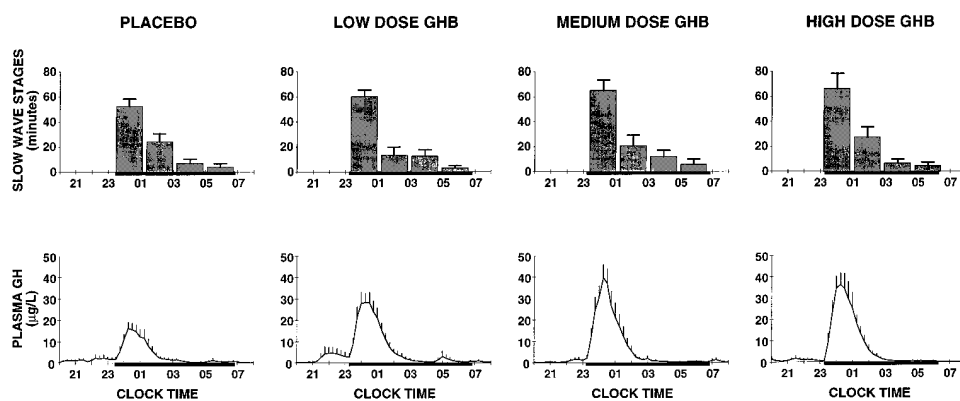 PLACEBO LOW DOSE GHB MEDIUM DOSE GHB HIGH DOSE GHB
SLOW WAVE STAGES
(minutes)
80 80 80 80
60 60 60 60
40 40 40 40
20 20 20 20
0 0 0 0
21 23 01 03 05 07 21 23 01 03 05 07 21 23 01 03 05 07 21 23 01 03 05 07
PLASMA GH
(µg/L)
50 50 50 50
40 40 40 40
30 30 30 30
20 20 20 20
10 10 10 10
0 0 0 0
21 23 01 03 05 07 21 23 01 03 05 07 21 23 01 03 05 07 21 23 01 03 05 07
CLOCK TIME CLOCK TIME CLOCK TIME CLOCK TIME